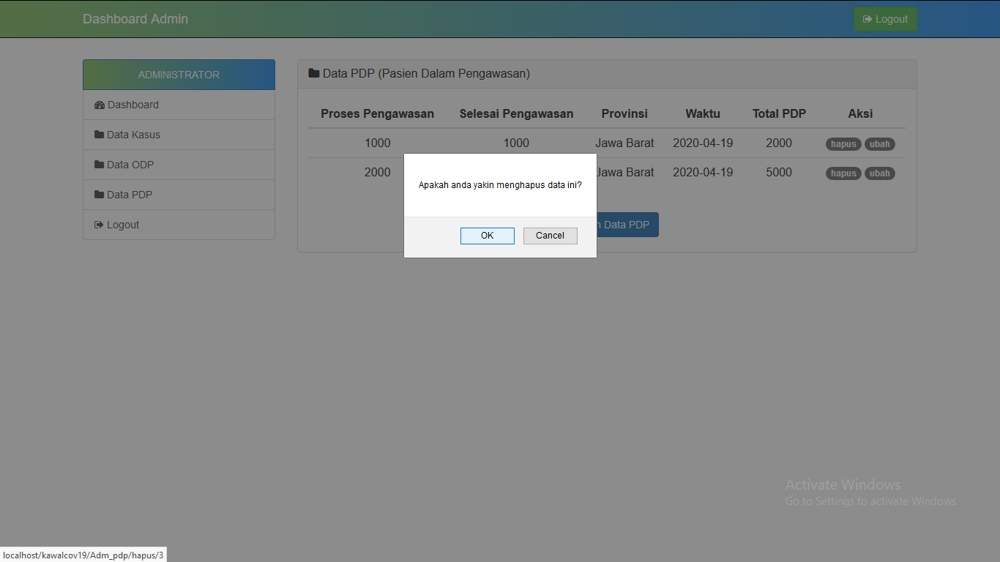 Dashboard Admin
Logout
ADMINISTRATOR
Dashboard
Data Kasus
Data ODP
Data PDP
Logout
Data PDP (Pasien Dalam Pengawasan)
Proses Pengawasan Selesai Pengawasan Provinsi Waktu Total PDP Aksi
1000 1000 Jawa Barat 2020-04-19 2000 hapus ubah
2000 Jawa Barat 2020-04-19 5000 hapus ubah
Data PDP
Apakah anda yakin menghapus data ini?
OK Cancel
Activate Windows
Go to Settings to activate Windows.
localhost/kawalcov19/Adm_pdp/hapus/3